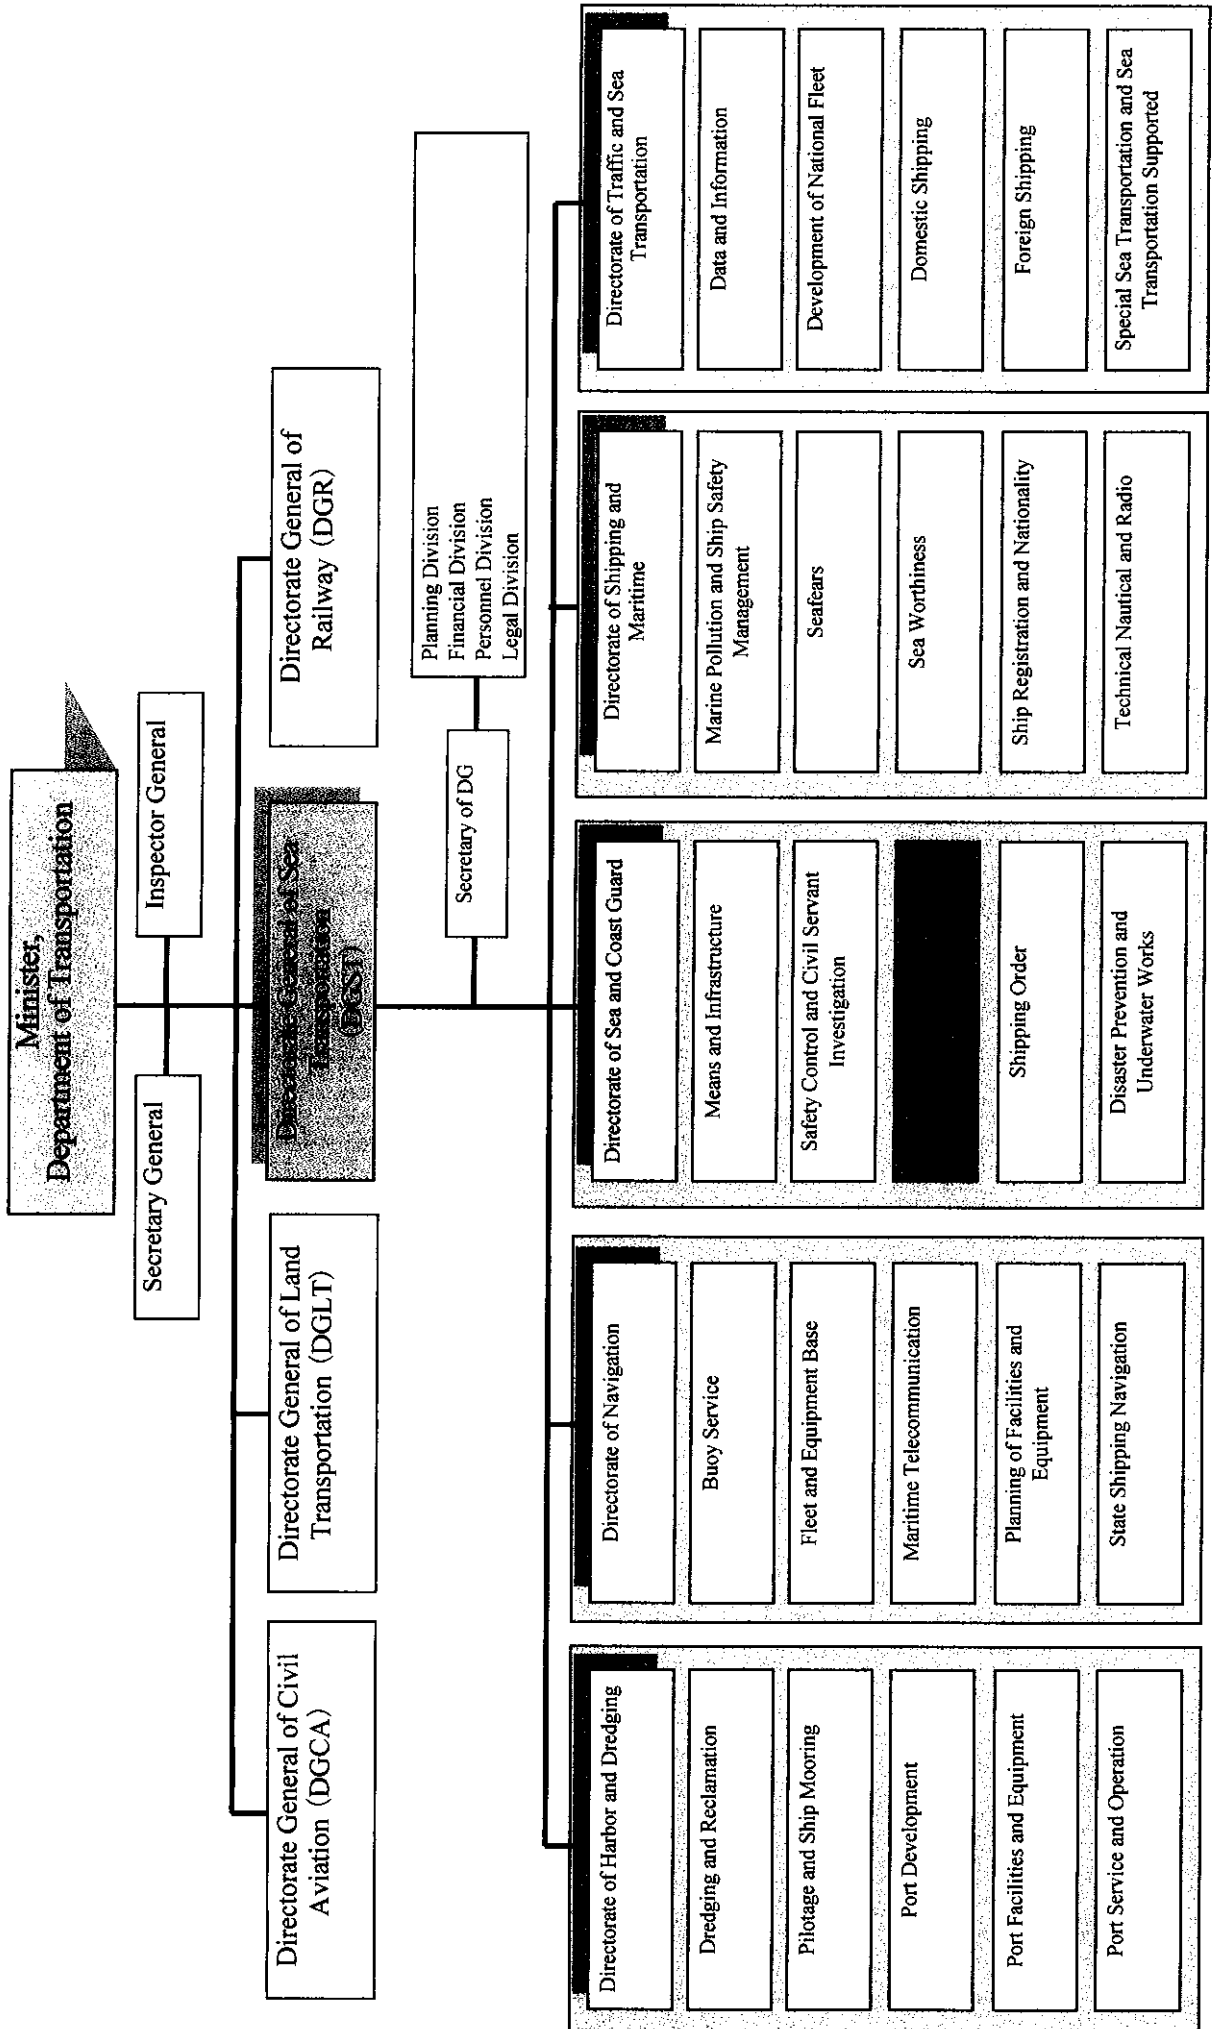 Minister,
Department of Transportation
Secretary General
Inspector General
Directorate General of Civil
Aviation (DGCA)
Directorate General of Land
Transportation (DGLT)
Directorate General of Sea
Transportation
(DGST)
Directorate General of
Railway (DGR)
Secretary of DG
Planning Division
Financial Division
Personnel Division
Legal Division
Directorate of Harbor and Dredging
Dredging and Reclamation
Pilotage and Ship Mooring
Port Development
Port Facilities and Equipment
Port Service and Operation
Directorate of Navigation
Buoy Service
Fleet and Equipment Base
Maritime Telecommunication
Planning of Facilities and
Equipment
State Shipping Navigation
Directorate of Sea and Coast Guard
Means and Infrastructure
Safety Control and Civil Servant
Investigation
Shipping Order
Disaster Prevention and
Underwater Works
Directorate of Shipping and
Maritime
Marine Pollution and Ship Safety
Management
Seafears
Sea Worthiness
Ship Registration and Nationality
Technical Nautical and Radio
Directorate of Traffic and Sea
Transportation
Data and Information
Development of National Fleet
Domestic Shipping
Foreign Shipping
Special Sea Transportation and Sea
Transportation Supported